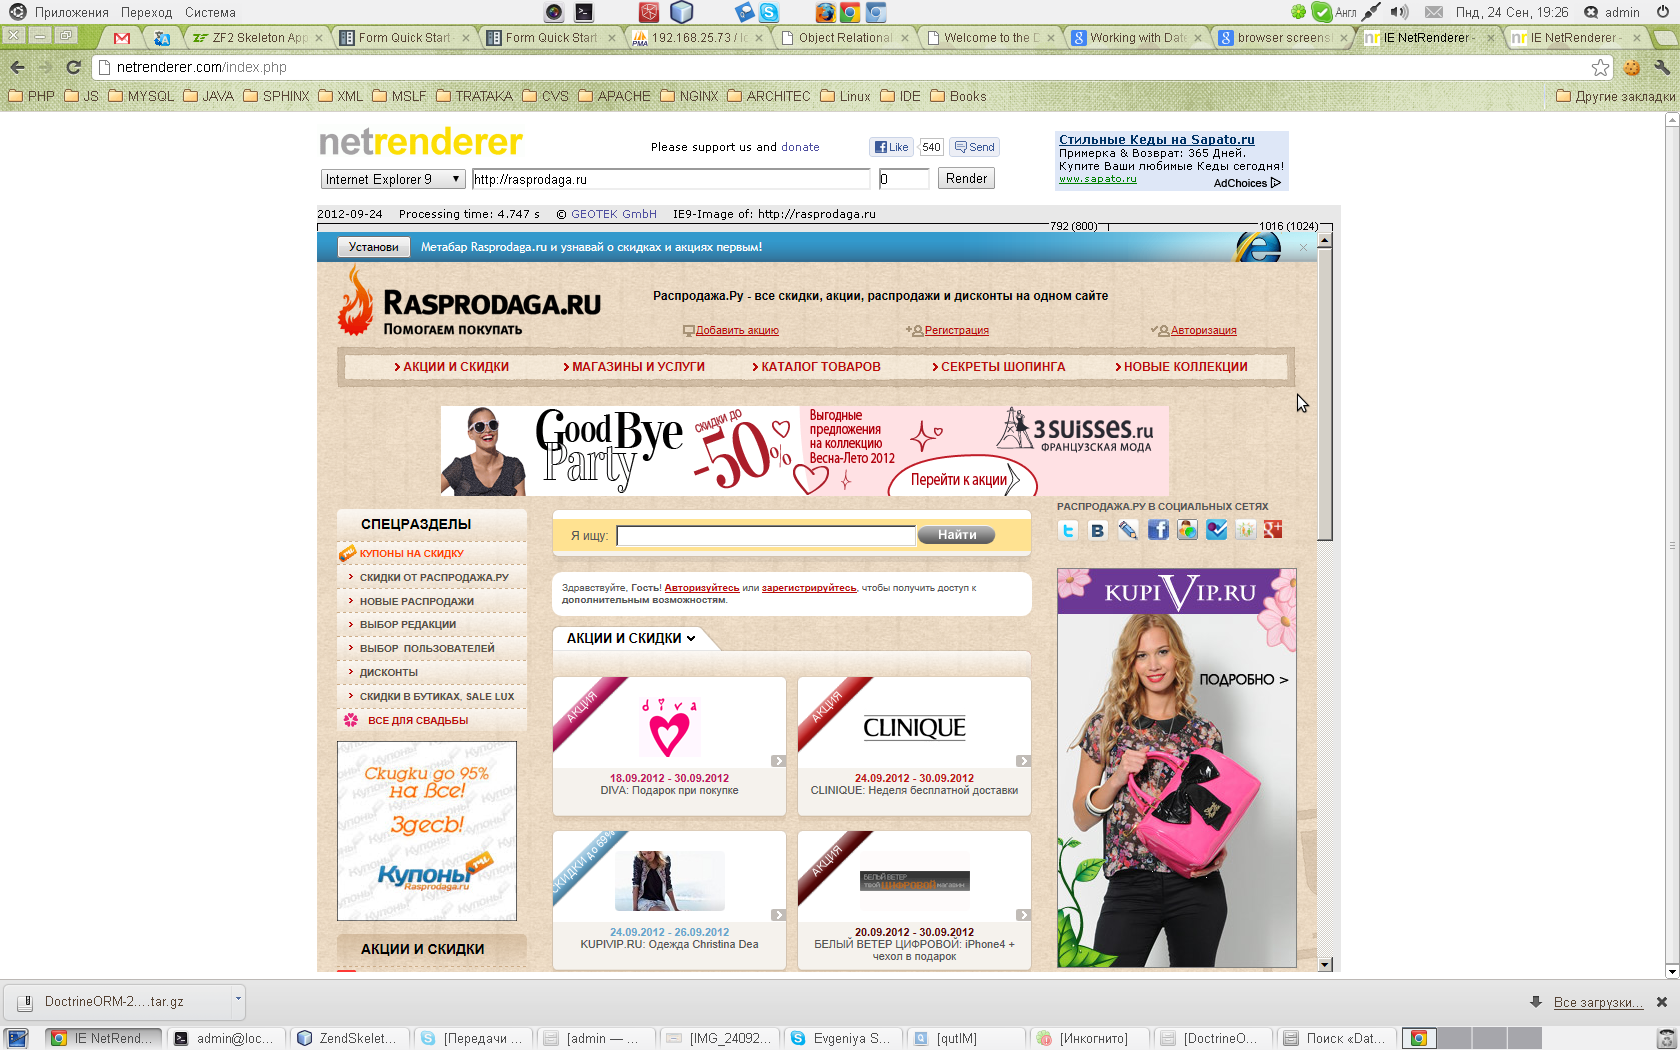 Приложения Переход Система
Англ Пнд, 24 Сен, 19:26 admin
ZF2 Skeleton App Form Quick Start - Form Quick Start 192.168.25.73 / lo Object Relational Welcome to the D Working with Date browser screens IE NetRenderer - IE NetRenderer -
netrenderer.com/index.php
PHP JS MYSQL JAVA SPHINX XML MSLF TRATAKA CVS APACHE NGINX ARCHITEC Linux IDE Books Другие закладки
netrenderer
Please support us and donate
Like 540 Send
Стильные Кеды на Sapato.ru
Примерка & Возврат: 365 Дней.
Купите Ваши любимые Кеды сегодня!
www.sapato.ru AdChoices
Internet Explorer 9 http://rasprodaga.ru 0 Render
2012-09-24 Processing time: 4.747 s © GEOTEK GmbH IE9-Image of: http://rasprodaga.ru
792 (800) 1016 (1024)
Установи Метабар Rasprodaga.ru и узнавай о скидках и акциях первым!
RASPRODAGA.RU
Помогаем покупать
Распродажа.Ру - все скидки, акции, распродажи и дисконты на одном сайте
Добавить акцию Регистрация Авторизация
АКЦИИ И СКИДКИ МАГАЗИНЫ И УСЛУГИ КАТАЛОГ ТОВАРОВ СЕКРЕТЫ ШОПИНГА НОВЫЕ КОЛЛЕКЦИИ
Good Bye
Party
СКИДКИ ДО
-50%
Выгодные
предложения
на коллекцию
Весна-Лето 2012
3 SUISSES.ru
ФРАНЦУЗСКАЯ МОДА
Перейти к акции
СПЕЦРАЗДЕЛЫ
КУПОНЫ НА СКИДКУ
СКИДКИ ОТ РАСПРОДАЖА.РУ
НОВЫЕ РАСПРОДАЖИ
ВЫБОР РЕДАКЦИИ
ВЫБОР ПОЛЬЗОВАТЕЛЕЙ
ДИСКОНТЫ
СКИДКИ В БУТИКАХ, SALE LUX
ВСЕ ДЛЯ СВАДЬБЫ
Скидки до 95%
на Все!
Здесь!
Купоны.ru
Rasprodaga.ru
АКЦИИ И СКИДКИ
Я ищу: Найти
Здравствуйте, Гость! Авторизуйтесь или зарегистрируйтесь, чтобы получить доступ к
дополнительным возможностям.
АКЦИИ И СКИДКИ
АКЦИЯ
diva
18.09.2012 - 30.09.2012
DIVA: Подарок при покупке
АКЦИЯ
CLINIQUE
24.09.2012 - 30.09.2012
CLINIQUE: Неделя бесплатной доставки
СКИДКИ до 69%
24.09.2012 - 26.09.2012
KUPIVIP.RU: Одежда Christina Dea
АКЦИЯ
БЕЛЫЙ ВЕТЕР
твой ЦИФРОВОЙ магазин
20.09.2012 - 30.09.2012
БЕЛЫЙ ВЕТЕР ЦИФРОВОЙ: iPhone4 +
чехол в подарок
РАСПРОДАЖА.РУ В СОЦИАЛЬНЫХ СЕТЯХ
KUPIVIP.RU
ПОДРОБНО >
DoctrineORM-2....tar.gz Все загрузки...
IE NetRend... admin@loc... ZendSkelet... [Передачи ... [admin — ... [IMG_24092... Evgeniya S... [qutIM] [Инкогнито] [DoctrineO... Поиск «Dat...